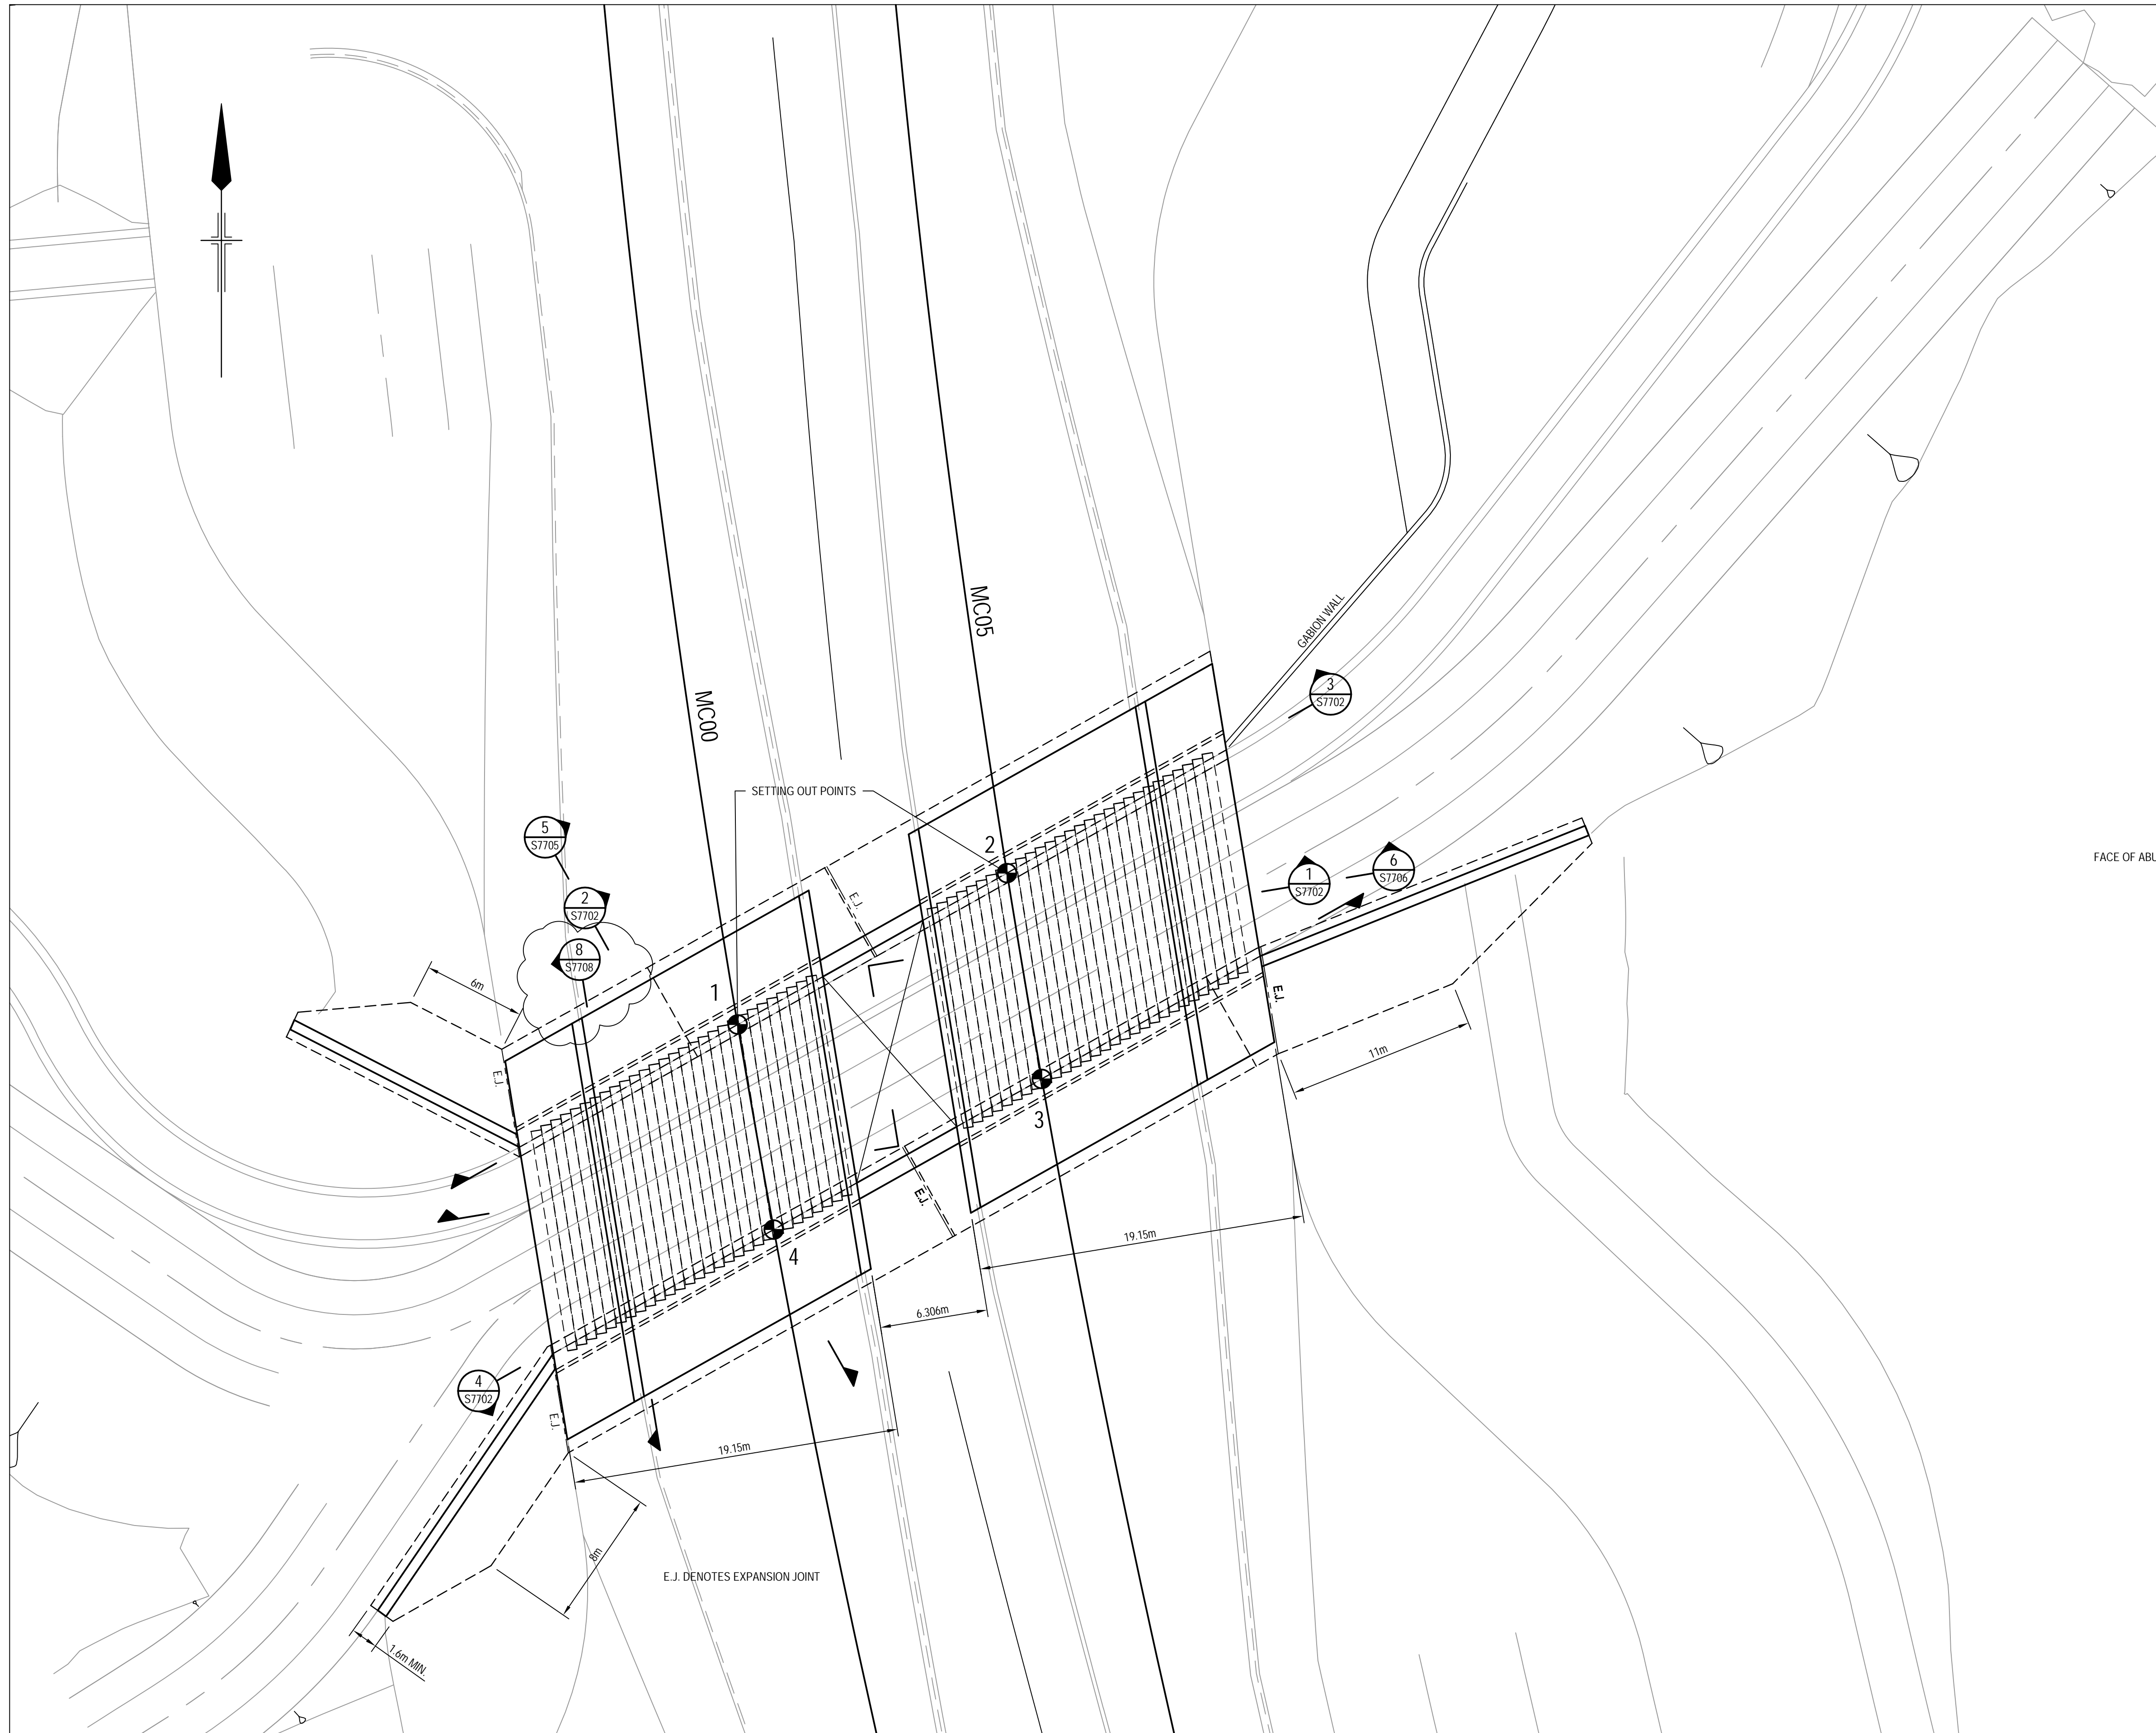 MC05
GABION WALL
3
S7702
MC00
SETTING OUT POINTS
5
S7705
2
6
S7706
1
S7702
FACE OF ABU
2
S7702
E.J.
8
S7708
6m
1
E.J.
11m
E.J.
3
E.J.
19.15m
4
6.306m
4
S7702
E.J.
19.15m
8m
E.J. DENOTES EXPANSION JOINT
1.6m MIN.